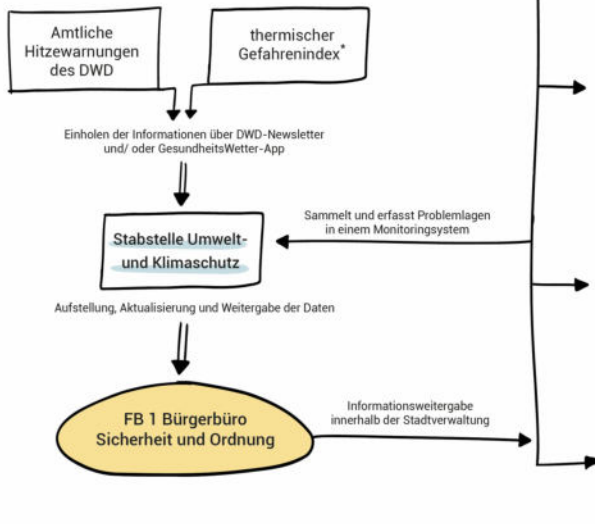 Amtliche
Hitzewarnungen
des DWD
thermischer
Gefahrenindex*
Einholen der Informationen über DWD-Newsletter
und/ oder GesundheitsWetter-App
Stabstelle Umwelt-
und Klimaschutz
Sammelt und erfasst Problemlagen
in einem Monitoringsystem
Aufstellung, Aktualisierung und Weitergabe der Daten
FB 1 Bürgerbüro
Sicherheit und Ordnung
Informationsweitergabe
innerhalb der Stadtverwaltung